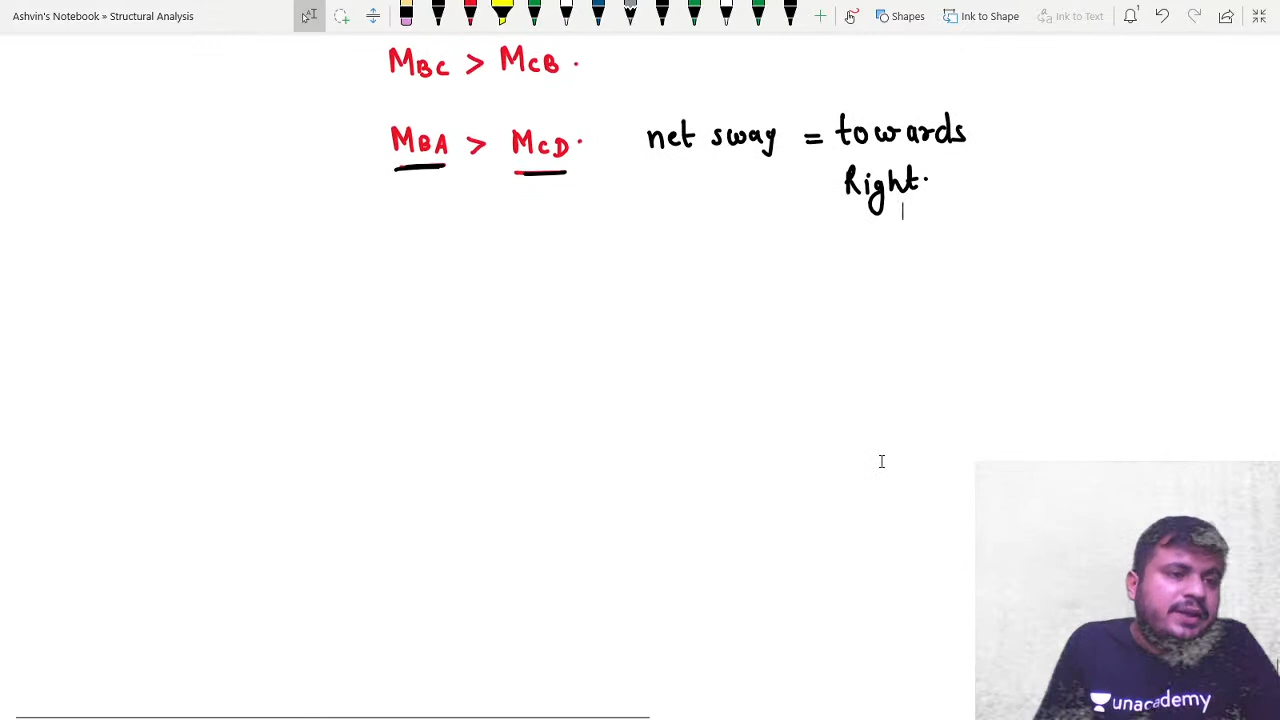 Ashvin's Notebook » Structural Analysis
Shapes
Ink to Shape
Ink to Text
MBC > MCB.
MBA > MCD. net sway = towards
Right.
unacademy